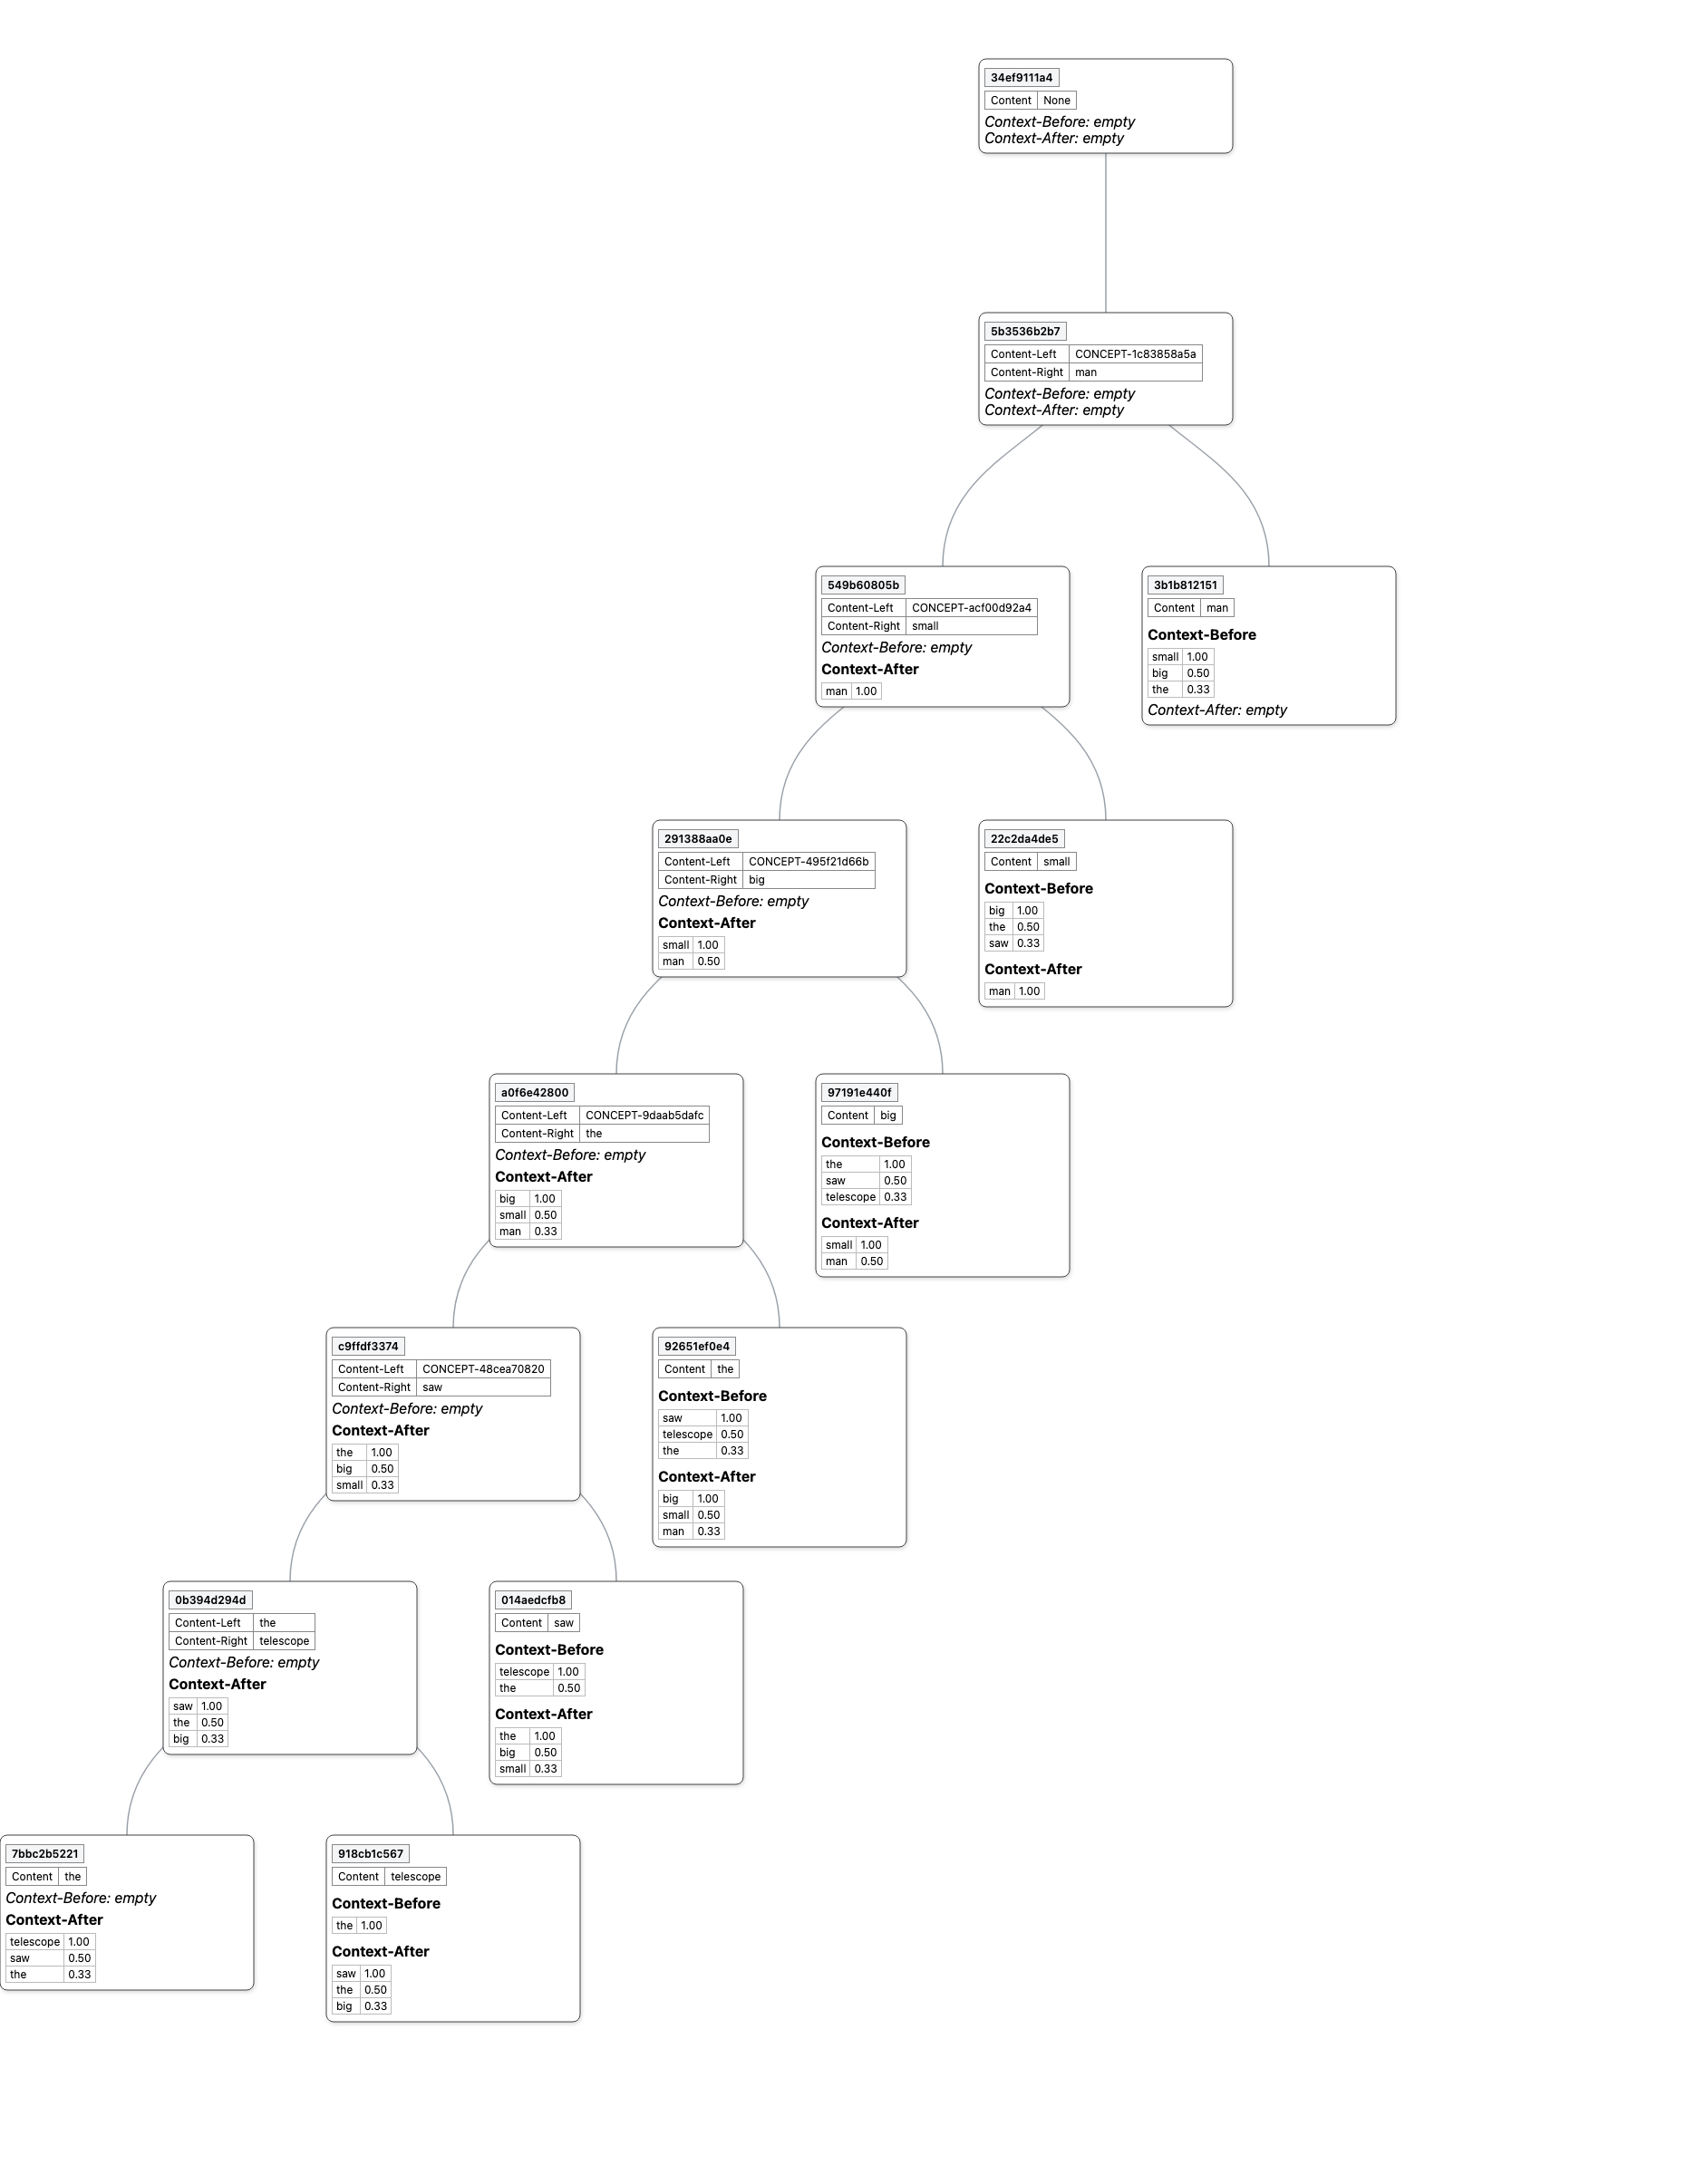 34ef9111a4
Content None
Context-Before: empty
Context-After: empty
5b3536b2b7
Content-Left CONCEPT-1c83858a5a
Content-Right man
Context-Before: empty
Context-After: empty
549b60805b
Content-Left CONCEPT-acf00d92a4
Content-Right small
Context-Before: empty
Context-After
man 1.00
3b1b812151
Content man
Context-Before
small 1.00
big 0.50
the 0.33
Context-After: empty
291388aa0e
Content-Left CONCEPT-495f21d66b
Content-Right big
Context-Before: empty
Context-After
small 1.00
man 0.50
22c2da4de5
Content small
Context-Before
big 1.00
the 0.50
saw 0.33
Context-After
man 1.00
a0f6e42800
Content-Left CONCEPT-9daab5dafc
Content-Right the
Context-Before: empty
Context-After
big 1.00
small 0.50
man 0.33
97191e440f
Content big
Context-Before
the 1.00
saw 0.50
telescope 0.33
Context-After
small 1.00
man 0.50
c9ffdf3374
Content-Left CONCEPT-48cea70820
Content-Right saw
Context-Before: empty
Context-After
the 1.00
big 0.50
small 0.33
92651ef0e4
Content the
Context-Before
saw 1.00
telescope 0.50
the 0.33
Context-After
big 1.00
small 0.50
man 0.33
0b394d294d
Content-Left the
Content-Right telescope
Context-Before: empty
Context-After
saw 1.00
the 0.50
big 0.33
014aedcfb8
Content saw
Context-Before
telescope 1.00
the 0.50
Context-After
the 1.00
big 0.50
small 0.33
7bbc2b5221
Content the
Context-Before: empty
Context-After
telescope 1.00
saw 0.50
the 0.33
918cb1c567
Content telescope
Context-Before
the 1.00
Context-After
saw 1.00
the 0.50
big 0.33